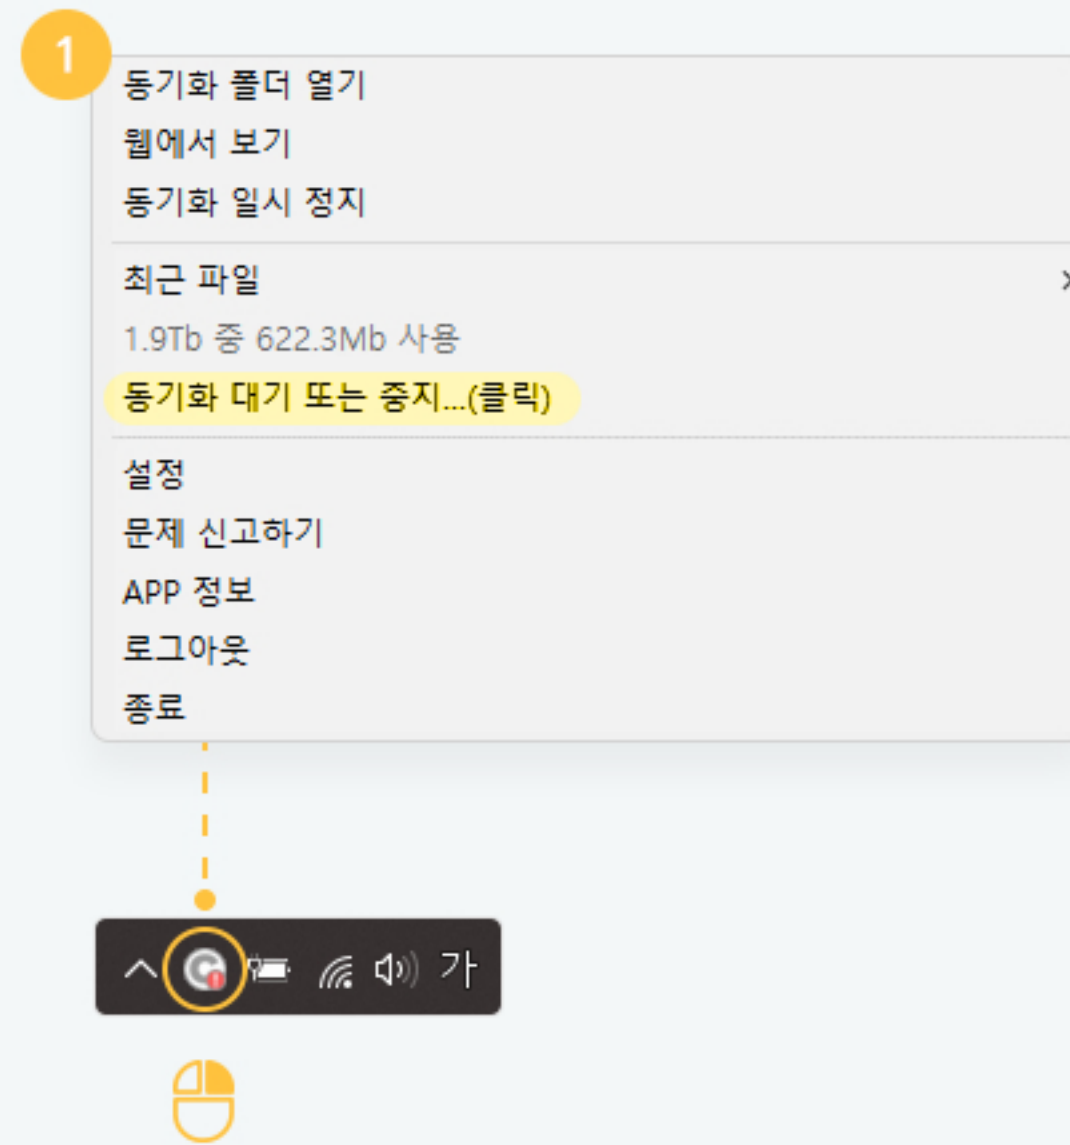 1
동기화 폴더 열기
웹에서 보기
동기화 일시 정지
최근 파일
1.9Tb 중 622.3Mb 사용
동기화 대기 또는 중지...(클릭)
설정
문제 신고하기
APP 정보
로그아웃
종료
가